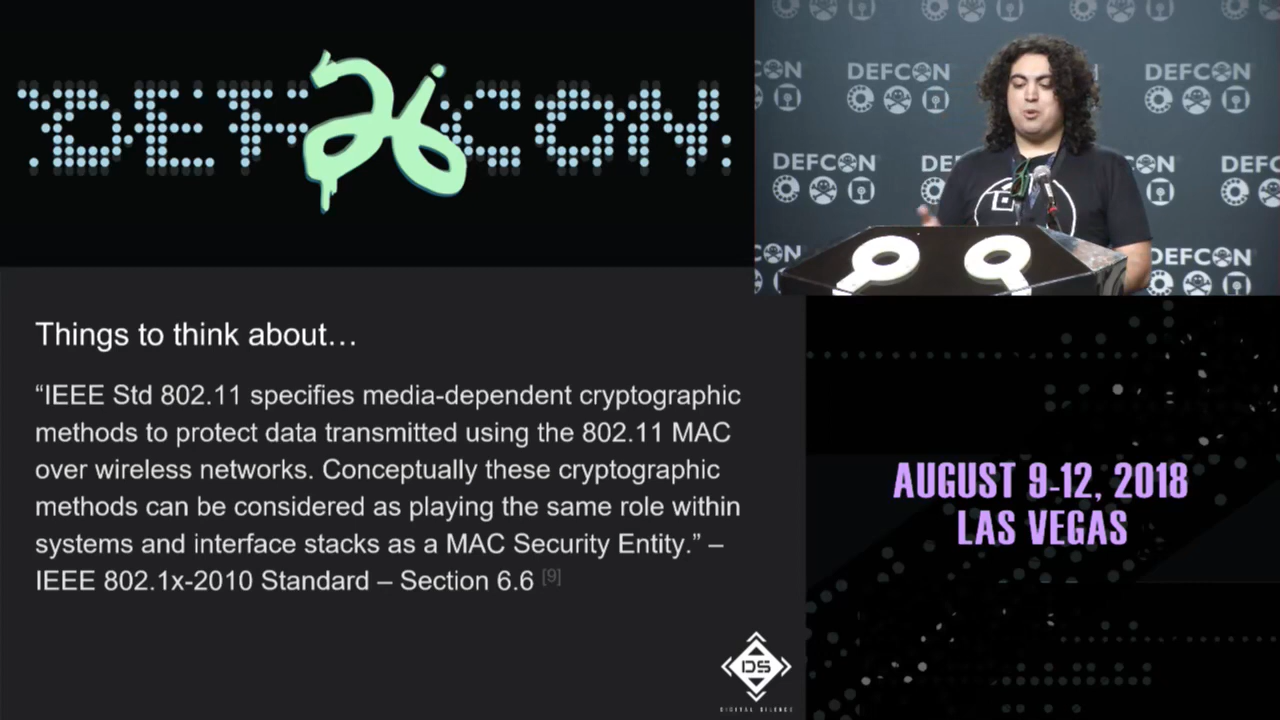 DEF CON 26
DEFCON
DEFCON
DEFCON
DEFCON
Things to think about…
“IEEE Std 802.11 specifies media-dependent cryptographic
methods to protect data transmitted using the 802.11 MAC
over wireless networks. Conceptually these cryptographic
methods can be considered as playing the same role within
systems and interface stacks as a MAC Security Entity.” –
IEEE 802.1x-2010 Standard – Section 6.6 [9]
AUGUST 9-12, 2018
LAS VEGAS
DS
DIGITAL SILENCE